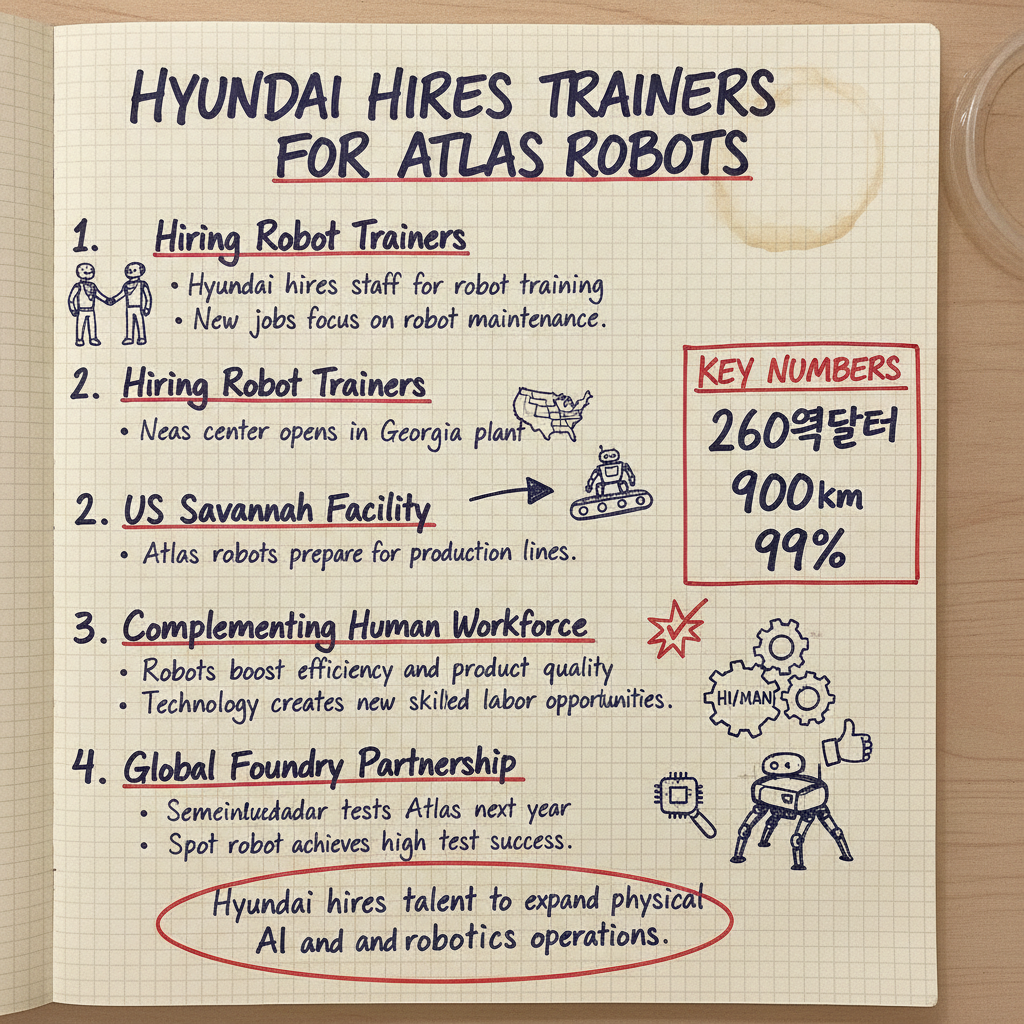 HYUNDAI HIRES TRAINERS
FOR ATLAS ROBOTS
1. Hiring Robot Trainers
• Hyundai hires staff for robot training
• New jobs focus on robot maintenance.
2. Hiring Robot Trainers
• Neas center opens in Georgia plant
2. US Savannah Facility
• Atlas robots prepare for production lines.
3. Complementing Human Workforce
• Robots boost efficiency and product quality
• Technology creates new skilled labor opportunities.
HI/MAN
4. Global Foundry Partnership
• tests Atlas next year
• Spot robot achieves high test success.
Hyundai hires talent to expand physical
AI and and robotics operations.
KEY NUMBERS
260역달터
900km
99%